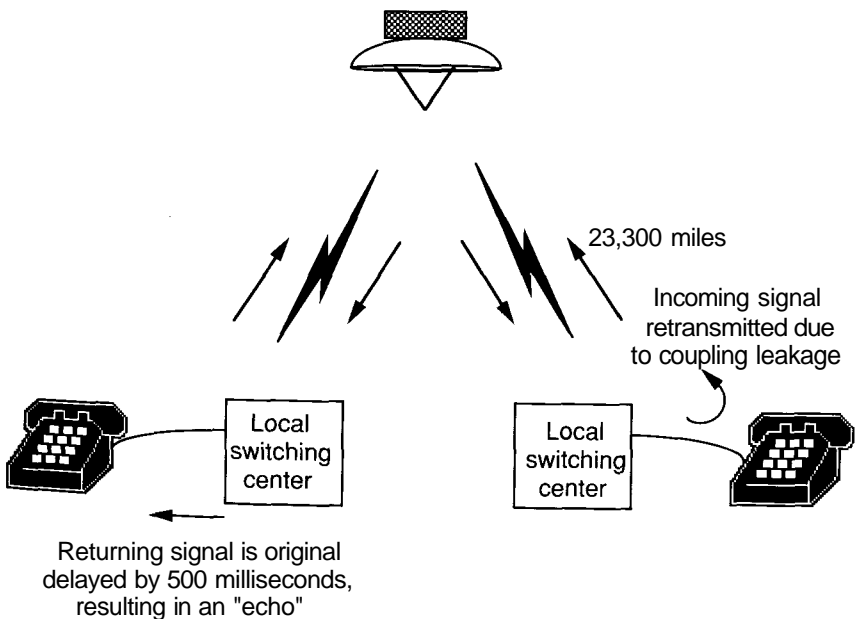 23,300 miles
Incoming signal
retransmitted due
to coupling leakage
Local
switching
center
Local
switching
center
Returning signal is original
delayed by 500 milliseconds,
resulting in an "echo"